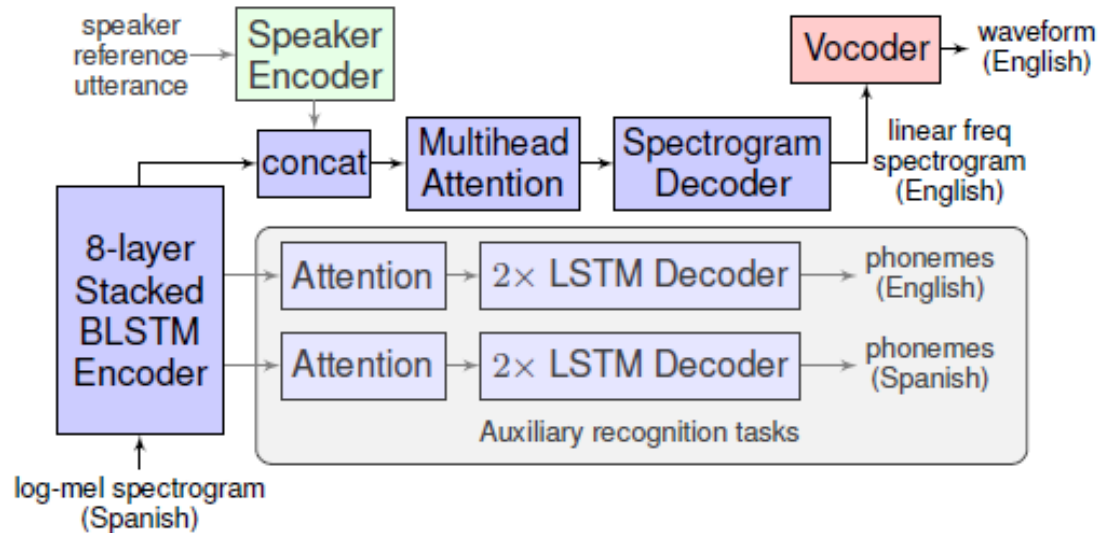 speaker
reference
utterance
Speaker
Encoder
Vocoder
waveform
(English)
concat
Multihead
Attention
Spectrogram
Decoder
linear freq
spectrogram
(English)
8-layer
Stacked
BLSTM
Encoder
Attention
2× LSTM Decoder
phonemes
(English)
Attention
2× LSTM Decoder
phonemes
(Spanish)
Auxiliary recognition tasks
log-mel spectrogram
(Spanish)